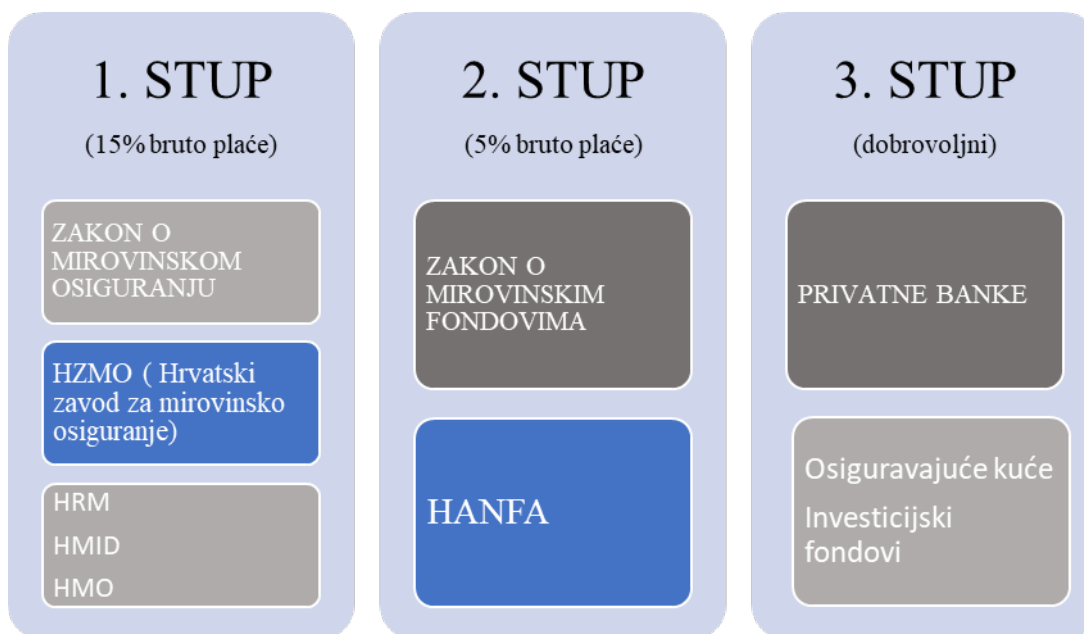 1. STUP
(15% bruto plaće)
ZAKON O
MIROVINSKOM
OSIGURANJU
HZMO ( Hrvatski
zavod za mirovinsko
osiguranje)
HRM
HMID
HMO
2. STUP
(5% bruto plaće)
ZAKON O
MIROVINSKIM
FONDOVIMA
HANFA
3. STUP
(dobrovoljni)
PRIVATNE BANKE
Osiguravajuće kuće
Investicijski
fondovi